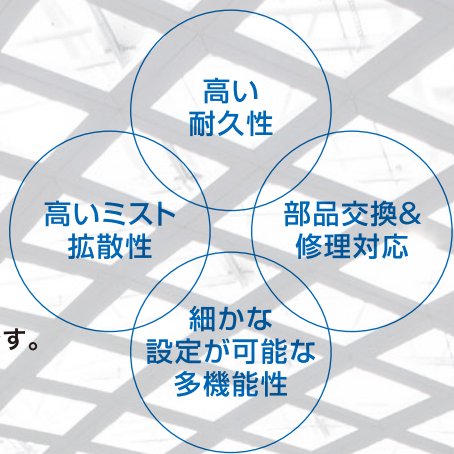 高い
耐久性
高いミスト
拡散性
部品交換&
修理対応
細かな
設定が可能な
多機能性
す。